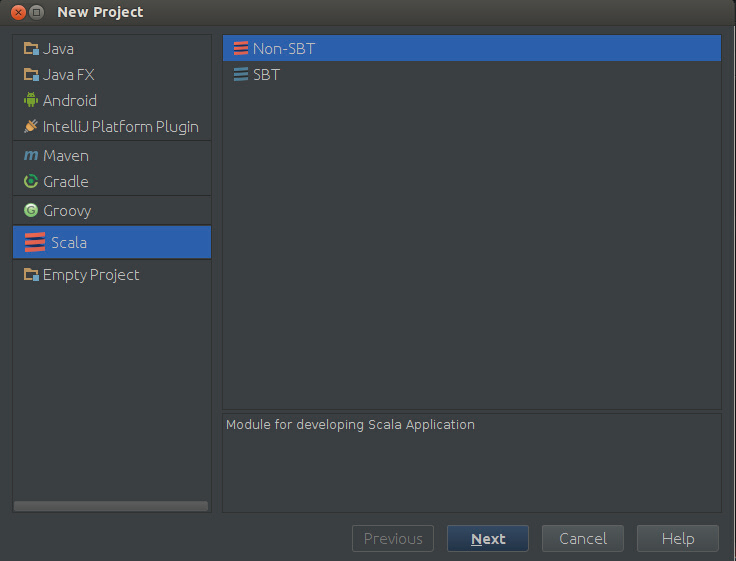 New Project
Java
Java FX
Android
IntelliJ Platform Plugin
Maven
Gradle
Groovy
Scala
Empty Project
Non-SBT
SBT
Module for developing Scala Application
Previous
Next
Cancel
Help